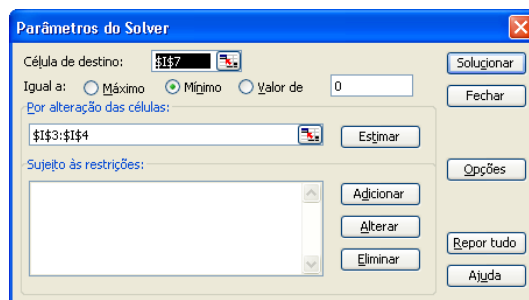 Parâmetros do Solver
Célula de destino: $I$7 Solucionar
Igual a: Máximo Mínimo Valor de 0 Fechar
Por alteração das células:
$I$3:$I$4 Estimar
Sujeito às restrições: Opções
Adicionar
Alterar
Repor tudo
Eliminar
Ajuda